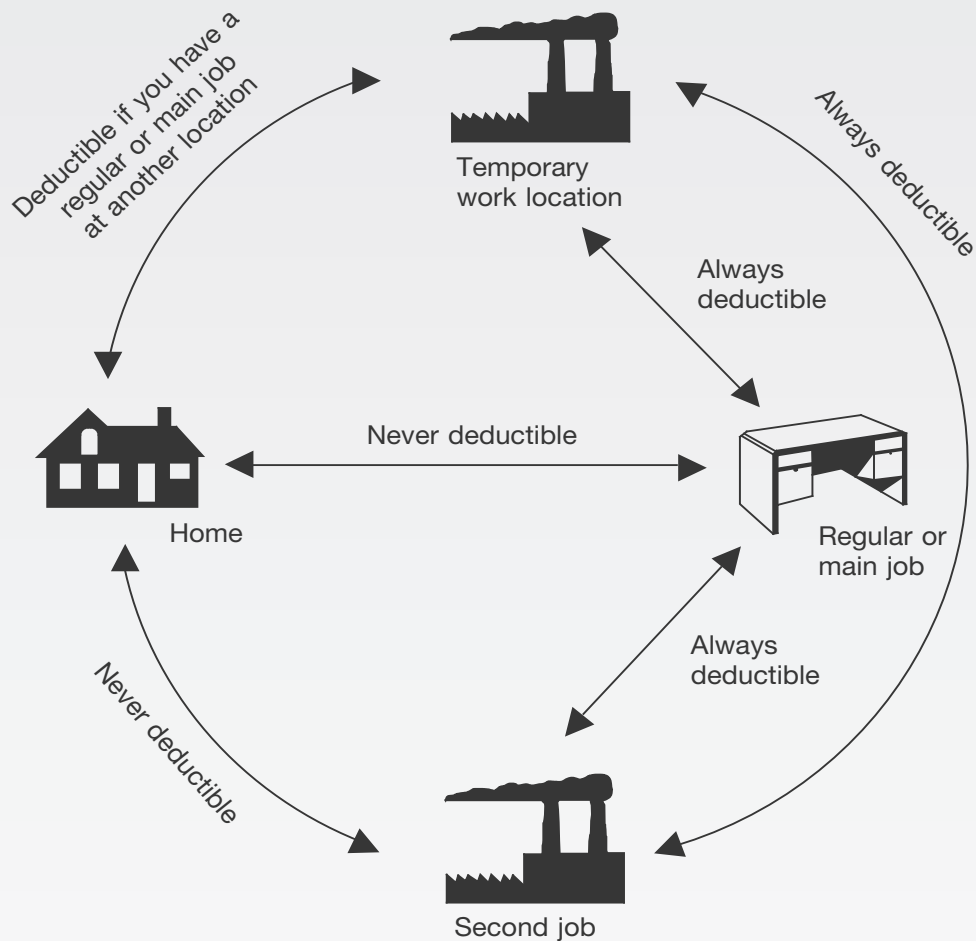 Deductible if you have a
regular or main job
at another location
Temporary
work location
Always deductible
Always
deductible
Never deductible
Home
Regular or
main job
Always
deductible
Never deductible
Second job